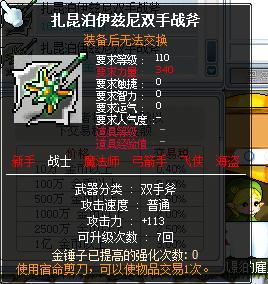 扎昆泊伊兹尼双手战斧
装备后无法交换
要求等级： 110
要求力量： 340
要求敏捷： 0
要求智力： 0
要求运气： 0
要求人气度： -
道具等级： -
道具经验值： -
新手 战士 魔法师 弓箭手 飞侠 海盗
武器分类 ： 双手斧
攻击速度 ： 普通
攻击力 ： +113
可升级次数 ： 7回
金锤子已提高的强化次数： 0
使用宿命剪刀，可以使物品交易1次。